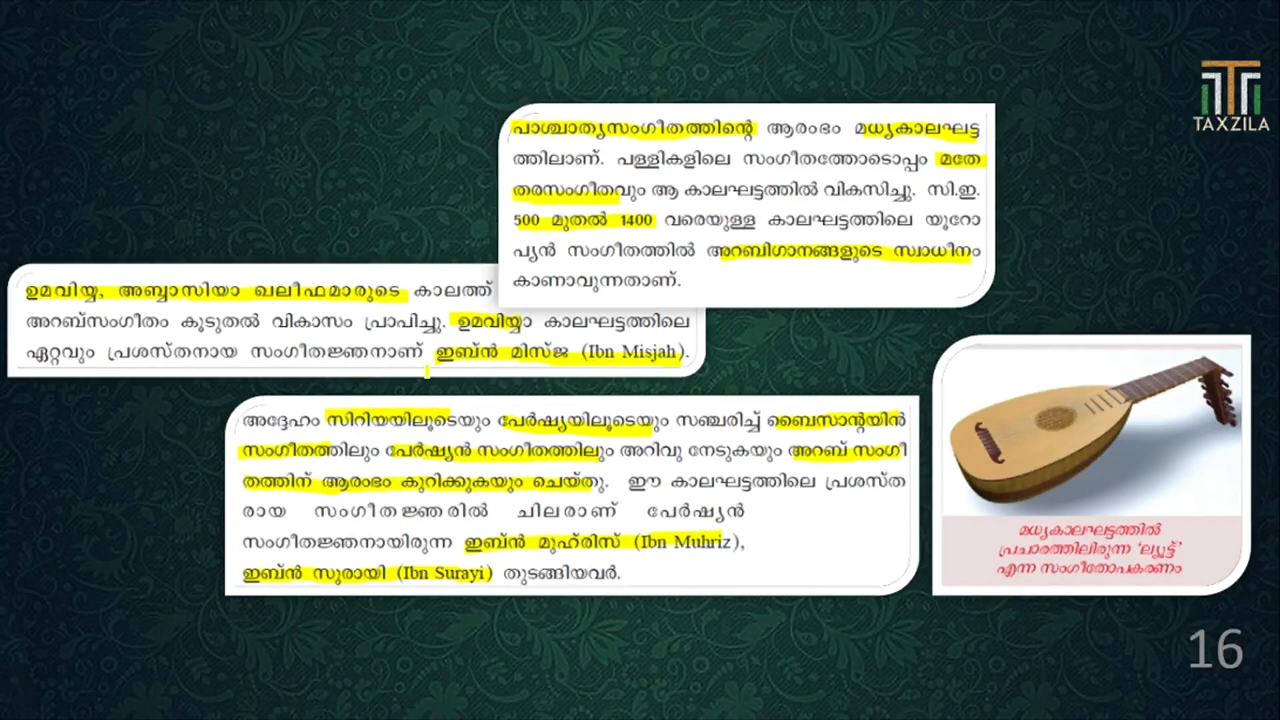 TAXZILA
പാശ്ചാത്യസംഗീതത്തിന്റെ ആരംഭം മധ്യകാലഘട്ട
ത്തിലാണ്. പള്ളികളിലെ സംഗീതത്തോടൊപ്പം മതേ
തരസംഗീതവും ആ കാലഘട്ടത്തിൽ വികസിച്ചു. സി.ഇ.
500 മുതൽ 1400 വരെയുള്ള കാലഘട്ടത്തിലെ യൂറോ
പ്യൻ സംഗീതത്തിൽ അറബിഗാനങ്ങളുടെ സ്വാധീനം
കാണാവുന്നതാണ്.
ഉമവിയ്യ, അബ്ബാസിയാ ഖലീഫമാരുടെ കാലത്ത്
അറബ്സംഗീതം കൂടുതൽ വികാസം പ്രാപിച്ചു. ഉമവിയ്യാ കാലഘട്ടത്തിലെ
ഏറ്റവും പ്രശസ്തനായ സംഗീതജ്ഞനാണ് ഇബ്ൻ മിസ്ജ (Ibn Misjah).
അദ്ദേഹം സിറിയയിലൂടെയും പേർഷ്യയിലൂടെയും സഞ്ചരിച്ച് ബൈസാന്റയിൻ
സംഗീതത്തിലും പേർഷ്യൻ സംഗീതത്തിലും അറിവു നേടുകയും അറബ് സംഗീ
തത്തിന് ആരംഭം കുറിക്കുകയും ചെയ്തു. ഈ കാലഘട്ടത്തിലെ പ്രശസ്ത
രായ സംഗീതജ്ഞരിൽ ചിലരാണ് പേർഷ്യൻ
സംഗീതജ്ഞനായിരുന്ന ഇബ്ൻ മുഹ്രിസ് (Ibn Muhriz),
ഇബ്ൻ സുരായി (Ibn Surayi) തുടങ്ങിയവർ.
മധ്യകാലഘട്ടത്തിൽ
പ്രചാരത്തിലിരുന്ന ‘ല്യൂട്ട്’
എന്ന സംഗീതോപകരണം
16